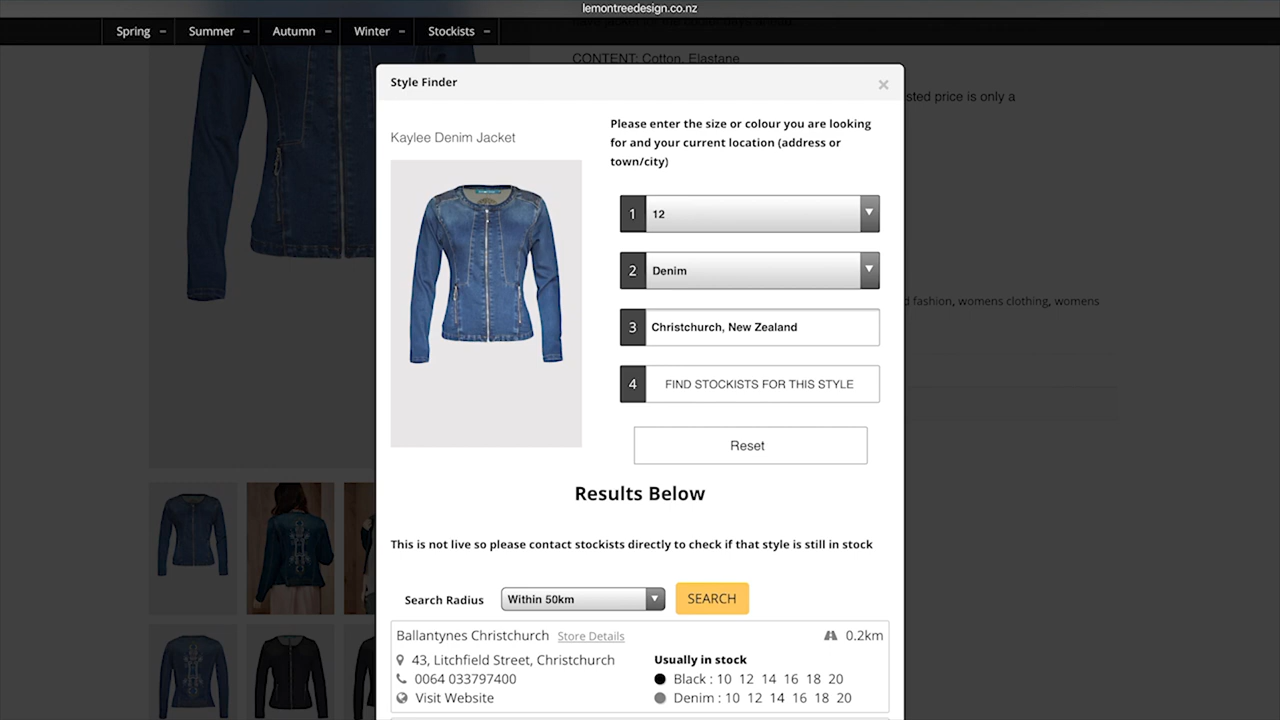 lemontreedesign.co.nz
Spring Summer Autumn Winter Stockists
CONTENT: Cotton, Elastane
sted price is only a
Style Finder
Kaylee Denim Jacket
Please enter the size or colour you are looking
for and your current location (address or
town/city)
1 12
2 Denim
3 Christchurch, New Zealand
4 FIND STOCKISTS FOR THIS STYLE
d fashion, womens clothing, womens
Reset
Results Below
This is not live so please contact stockists directly to check if that style is still in stock
Search Radius Within 50km SEARCH
Ballantynes Christchurch Store Details 0.2km
43, Litchfield Street, Christchurch Usually in stock
0064 033797400 Black : 10 12 14 16 18 20
Visit Website Denim : 10 12 14 16 18 20